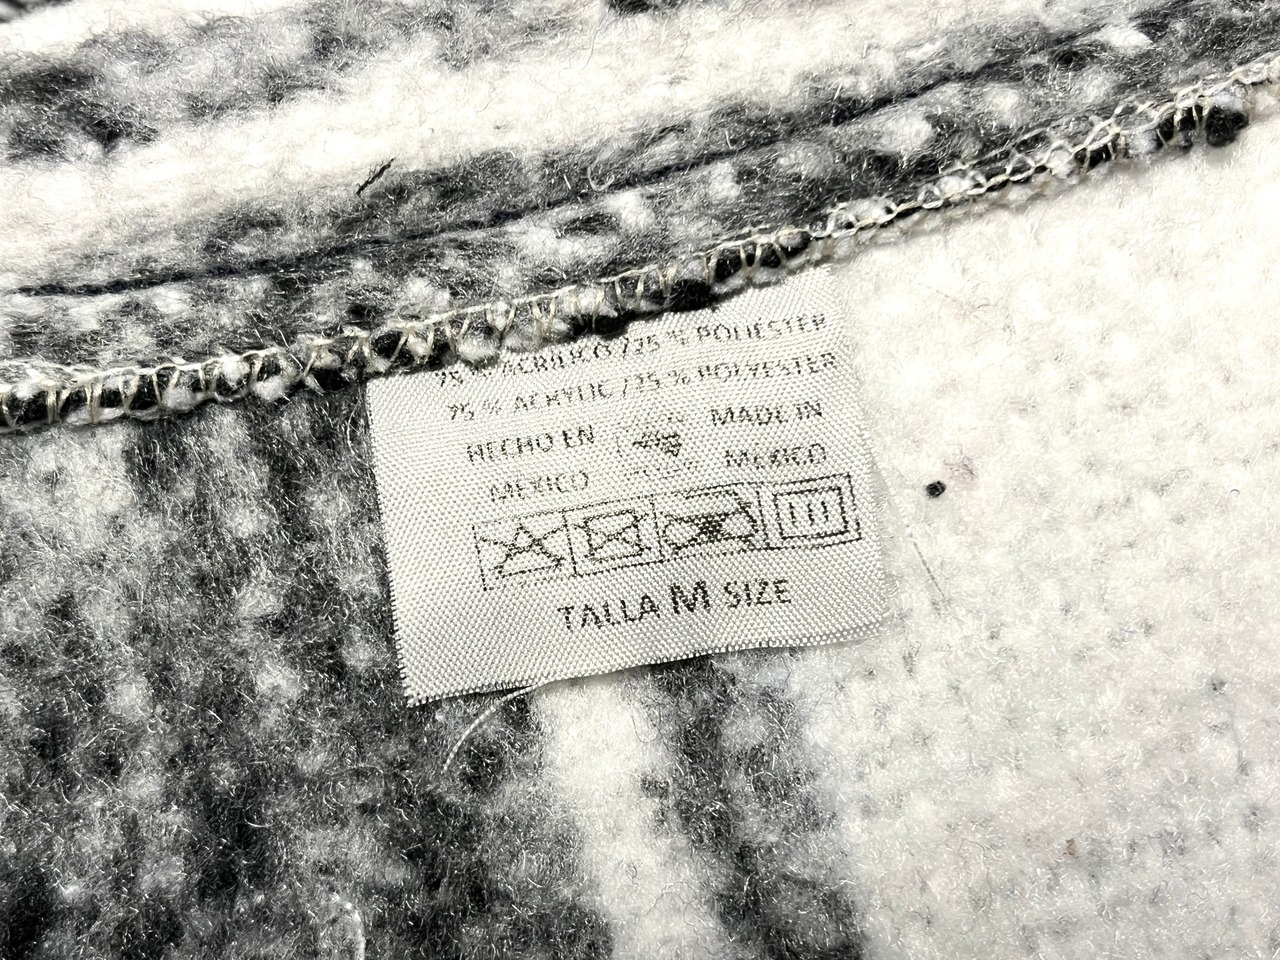 75 % ACRILICO / 25 % POLIESTER
75 % ACRYLIC / 25 % POLYESTER
HECHO EN MADE IN
MEXICO MEXICO
TALLA M SIZE